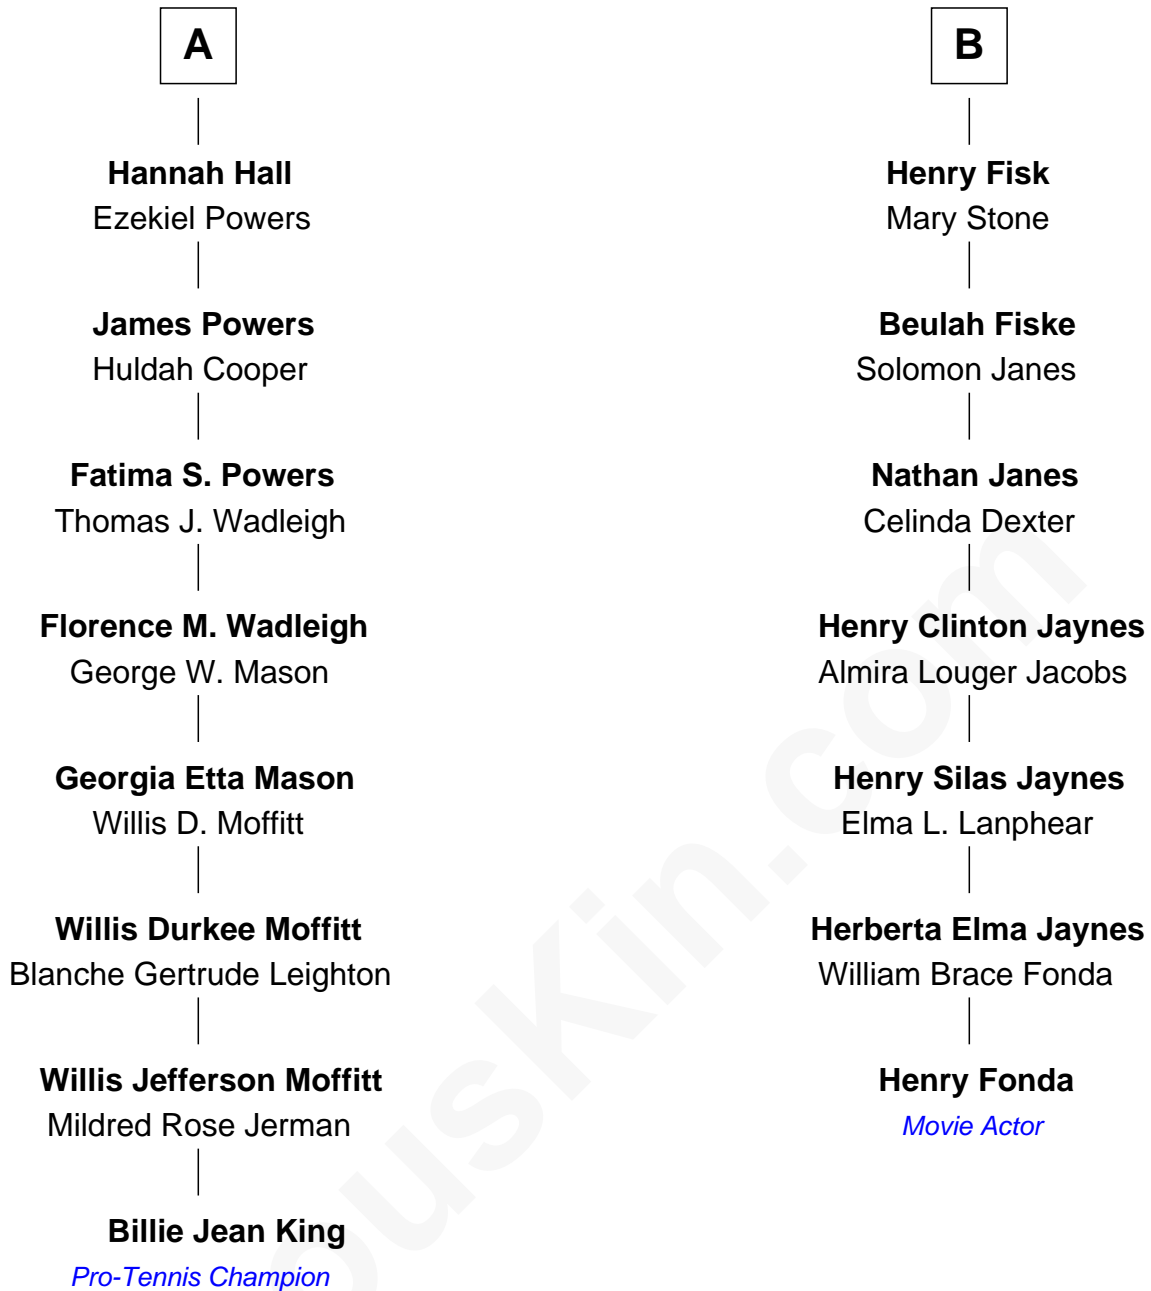 A
Hannah Hall
Ezekiel Powers
James Powers
Huldah Cooper
Fatima S. Powers
Thomas J. Wadleigh
Florence M. Wadleigh
George W. Mason
Georgia Etta Mason
Willis D. Moffitt
Willis Durkee Moffitt
Blanche Gertrude Leighton
Willis Jefferson Moffitt
Mildred Rose Jerman
Billie Jean King
Pro-Tennis Champion
B
Henry Fisk
Mary Stone
Beulah Fiske
Solomon Janes
Nathan Janes
Celinda Dexter
Henry Clinton Jaynes
Almira Louger Jacobs
Henry Silas Jaynes
Elma L. Lanphear
Herberta Elma Jaynes
William Brace Fonda
Henry Fonda
Movie Actor
ousKin.com